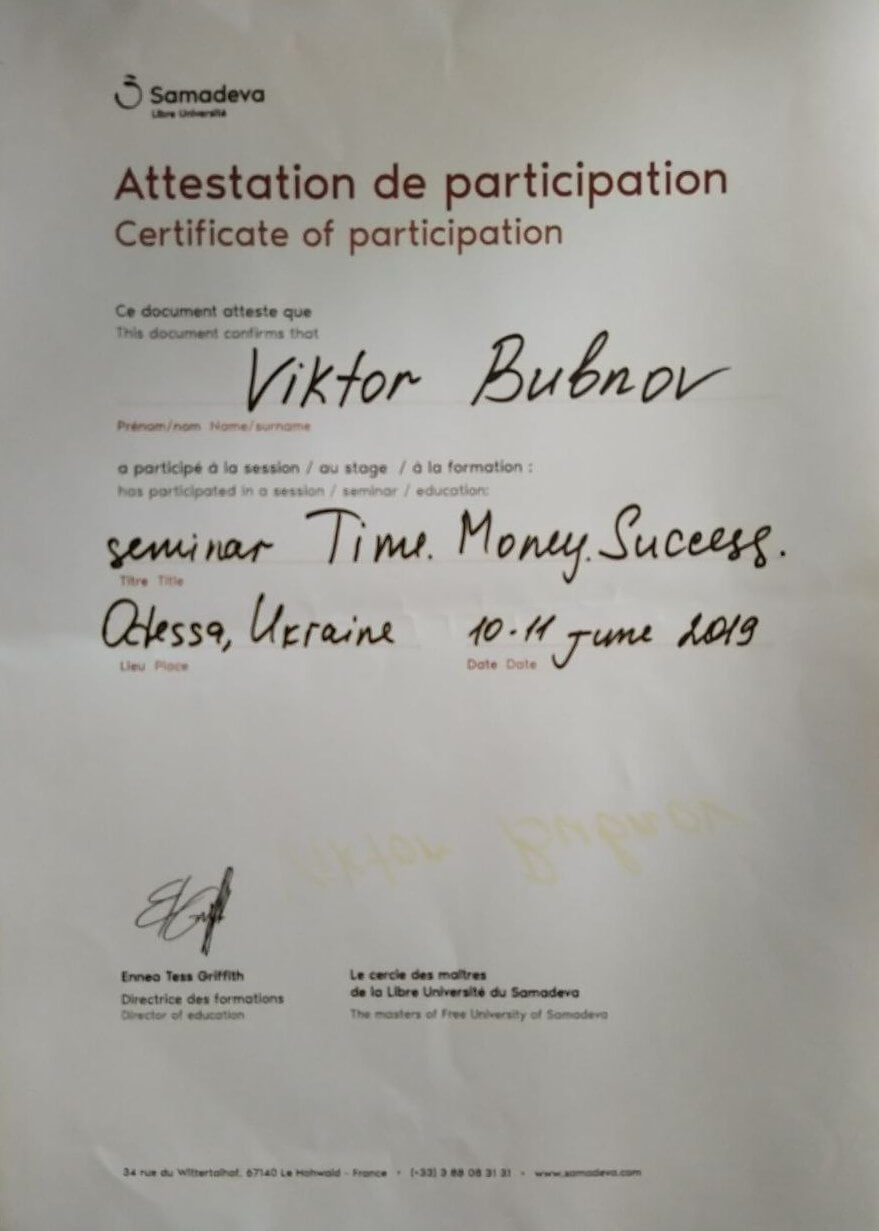 Samadeva
Libre Université
Attestation de participation
Certificate of participation
Ce document atteste que
This document confirms that
Viktor Bubnov
Prénom/nom Name/surname
a participé à la session / au stage / à la formation :
has participated in a session / seminar / education:
seminar Time. Money. Success.
Titre Title
Odessa, Ukraine 10-11 June 2019
Lieu Place Date Date
Viktor Bubnov
Ennea Tess Griffith
Directrice des formations
Director of education
Le cercle des maîtres
de la Libre Université du Samadeva
The masters of Free University of Samadeva
34 rue du Wittertalhof, 67140 Le Hohwald - France • (+33) 3 88 08 31 31 • www.samadeva.com